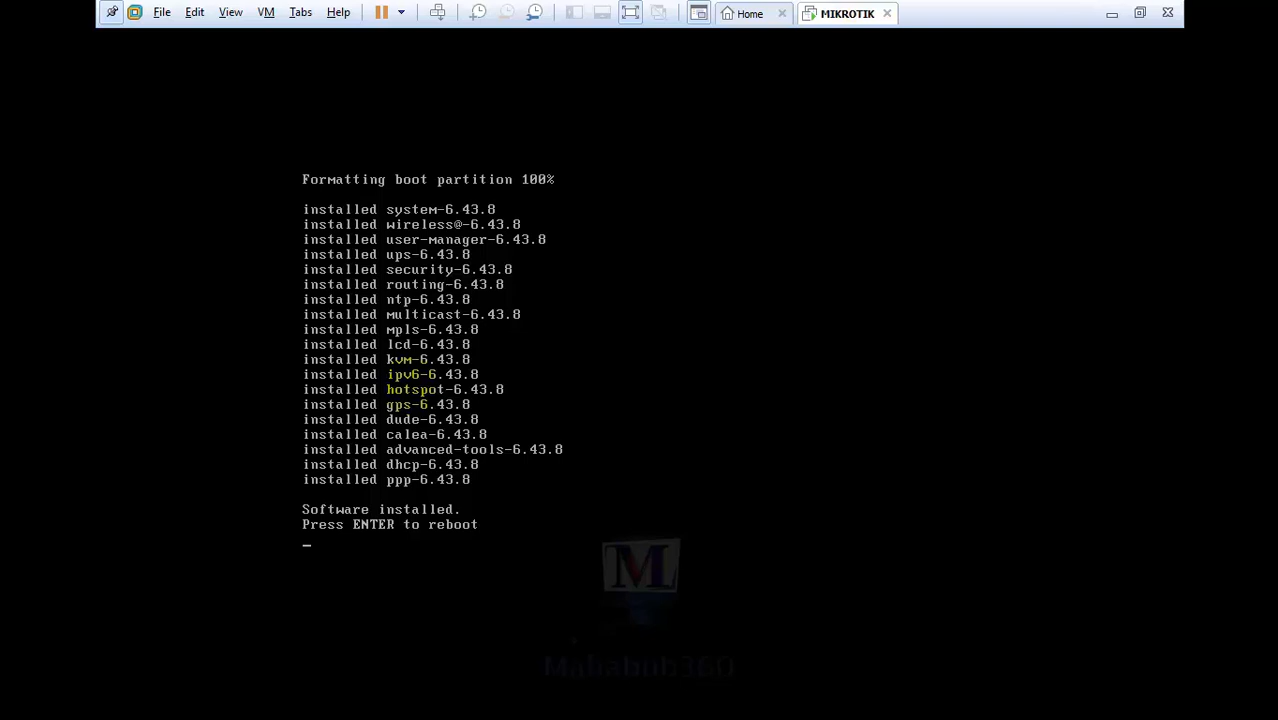 File Edit View VM Tabs Help Home MIKROTIK
Formatting boot partition 100%
installed system-6.43.8
installed wireless@-6.43.8
installed user-manager-6.43.8
installed ups-6.43.8
installed security-6.43.8
installed routing-6.43.8
installed ntp-6.43.8
installed multicast-6.43.8
installed mpls-6.43.8
installed lcd-6.43.8
installed kvm-6.43.8
installed ipv6-6.43.8
installed hotspot-6.43.8
installed gps-6.43.8
installed dude-6.43.8
installed calea-6.43.8
installed advanced-tools-6.43.8
installed dhcp-6.43.8
installed ppp-6.43.8
Software installed.
Press ENTER to reboot
M
Mahabub360